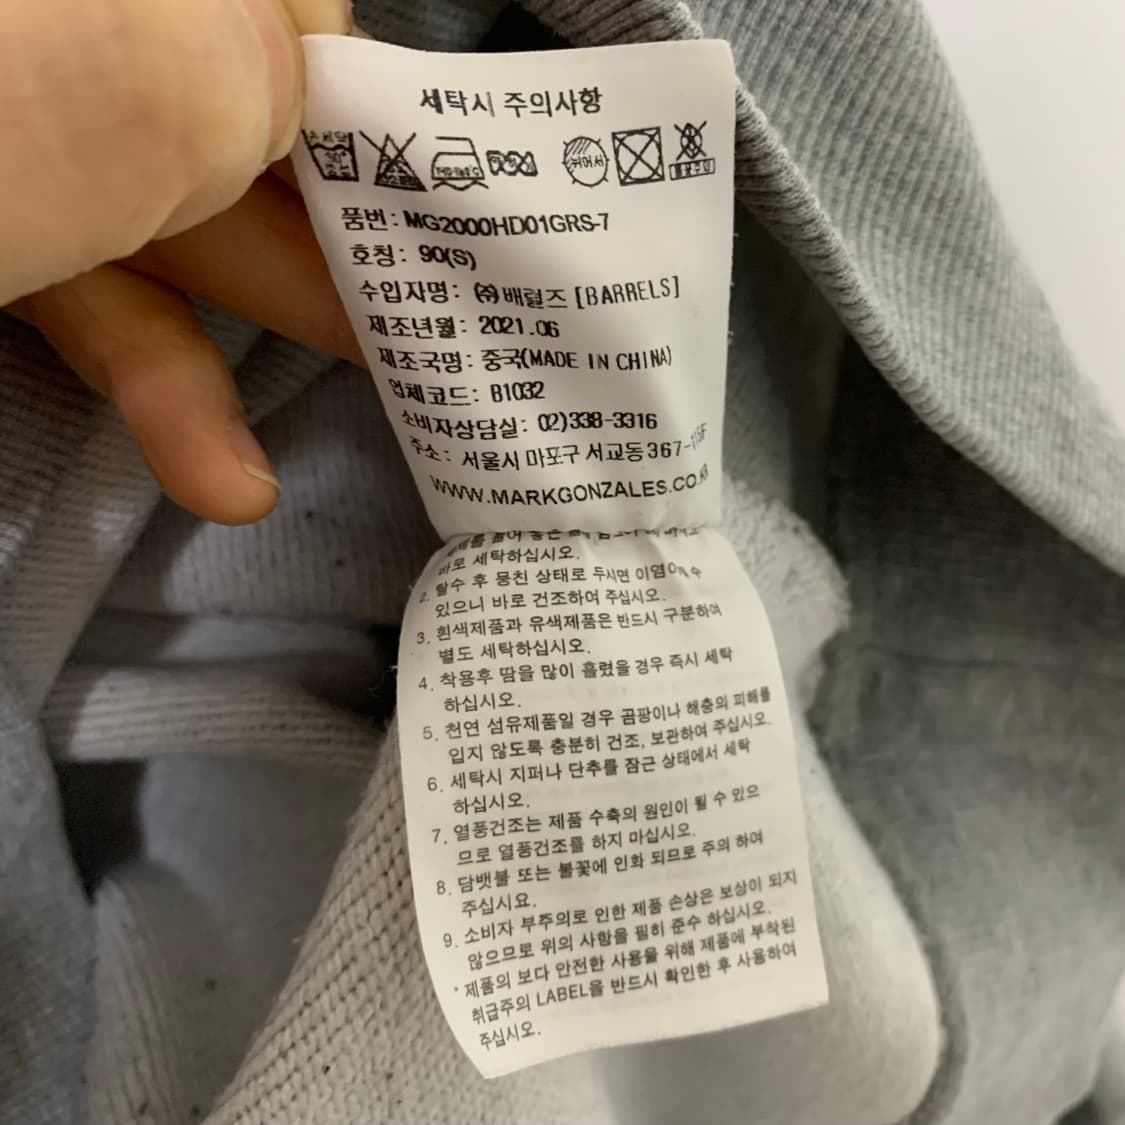 세탁시 주의사항
30°
품번: MG2000HD01GRS-7
호칭: 90(S)
수입자명: ㈜배럴즈 [BARRELS]
제조년월: 2021.06
제조국명: 중국(MADE IN CHINA)
업체코드: B1032
소비자상담실: 02)338-3316
주소: 서울시 마포구 서교동 367-
WWW.MARKGONZALES.CO.KR
바로 세탁하십시오.
2. 탈수 후 뭉친 상태로 두시면 이염
있으니 바로 건조하여 주십시오.
3. 흰색제품과 유색제품은 반드시 구분하여
별도 세탁하십시오.
4. 착용후 땀을 많이 흘렸을 경우 즉시 세탁
하십시오.
5. 천연 섬유제품일 경우 곰팡이나 해충의 피해를
입지 않도록 충분히 건조, 보관하여 주십시오.
6. 세탁시 지퍼나 단추를 잠근 상태에서 세탁
하십시오.
7. 열풍건조는 제품 수축의 원인이 될 수 있으
므로 열풍건조를 하지 마십시오.
8. 담뱃불 또는 불꽃에 인화 되므로 주의 하여
주십시요.
9. 소비자 부주의로 인한 제품 손상은 보상이 되지
않으므로 위의 사항을 필히 준수 하십시오.
* 제품의 보다 안전한 사용을 위해 제품에 부착된
취급주의 LABEL을 반드시 확인한 후 사용하여
주십시오.